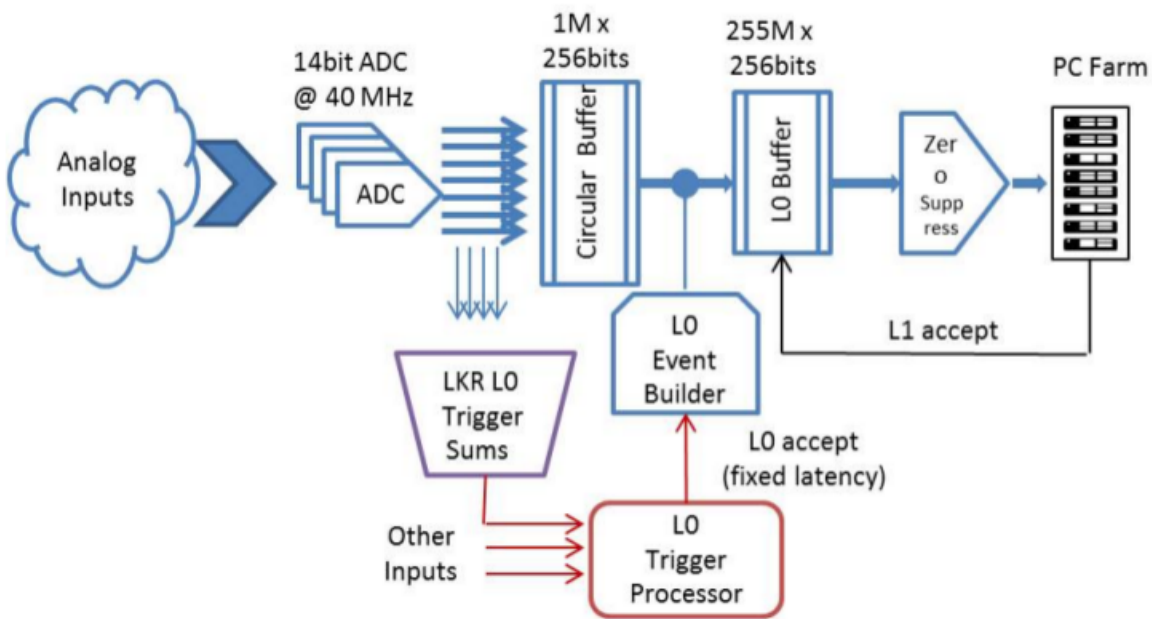 Analog
Inputs
14bit ADC
@ 40 MHz
ADC
1M x
256bits
Circular Buffer
255M x
256bits
L0 Buffer
Zer
o
Supp
ress
PC Farm
L1 accept
L0
Event
Builder
LKR L0
Trigger
Sums
L0 accept
(fixed latency)
Other
Inputs
L0
Trigger
Processor